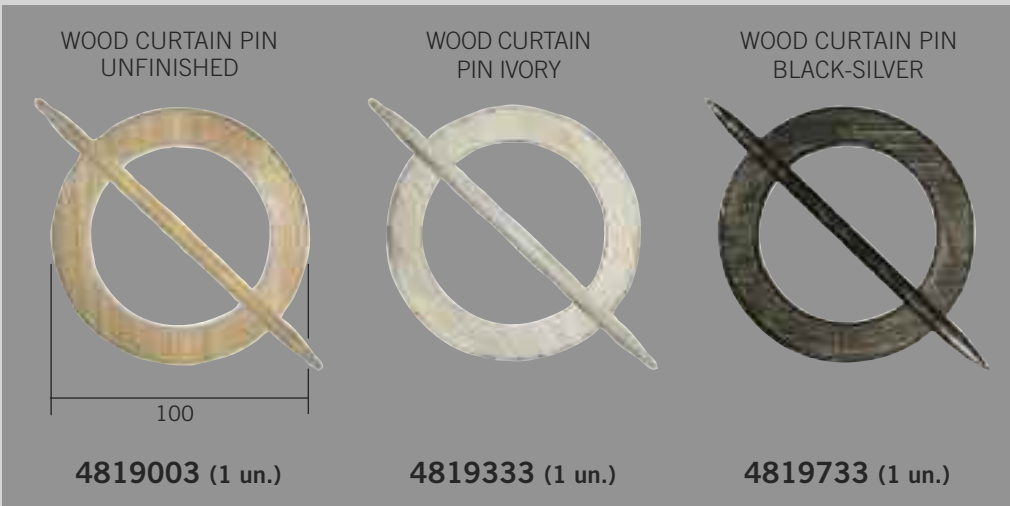 WOOD CURTAIN PIN
UNFINISHED
WOOD CURTAIN
PIN IVORY
WOOD CURTAIN PIN
BLACK-SILVER
100
4819003 (1 un.)
4819333 (1 un.)
4819733 (1 un.)